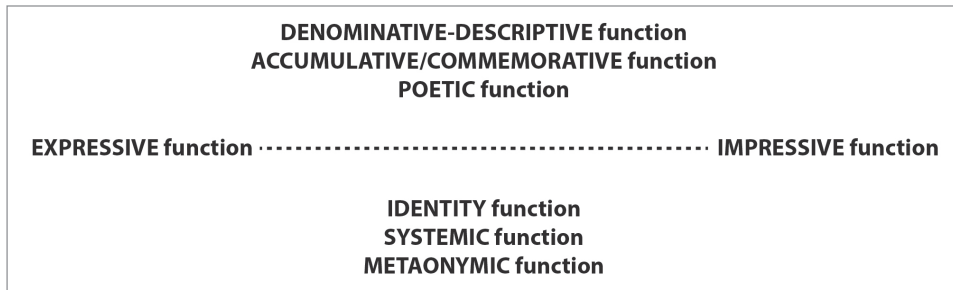 DENOMINATIVE-DESCRIPTIVE function
ACCUMULATIVE/COMMEMORATIVE function
POETIC function
EXPRESSIVE function IMPRESSIVE function
IDENTITY function
SYSTEMIC function
METAONYMIC function